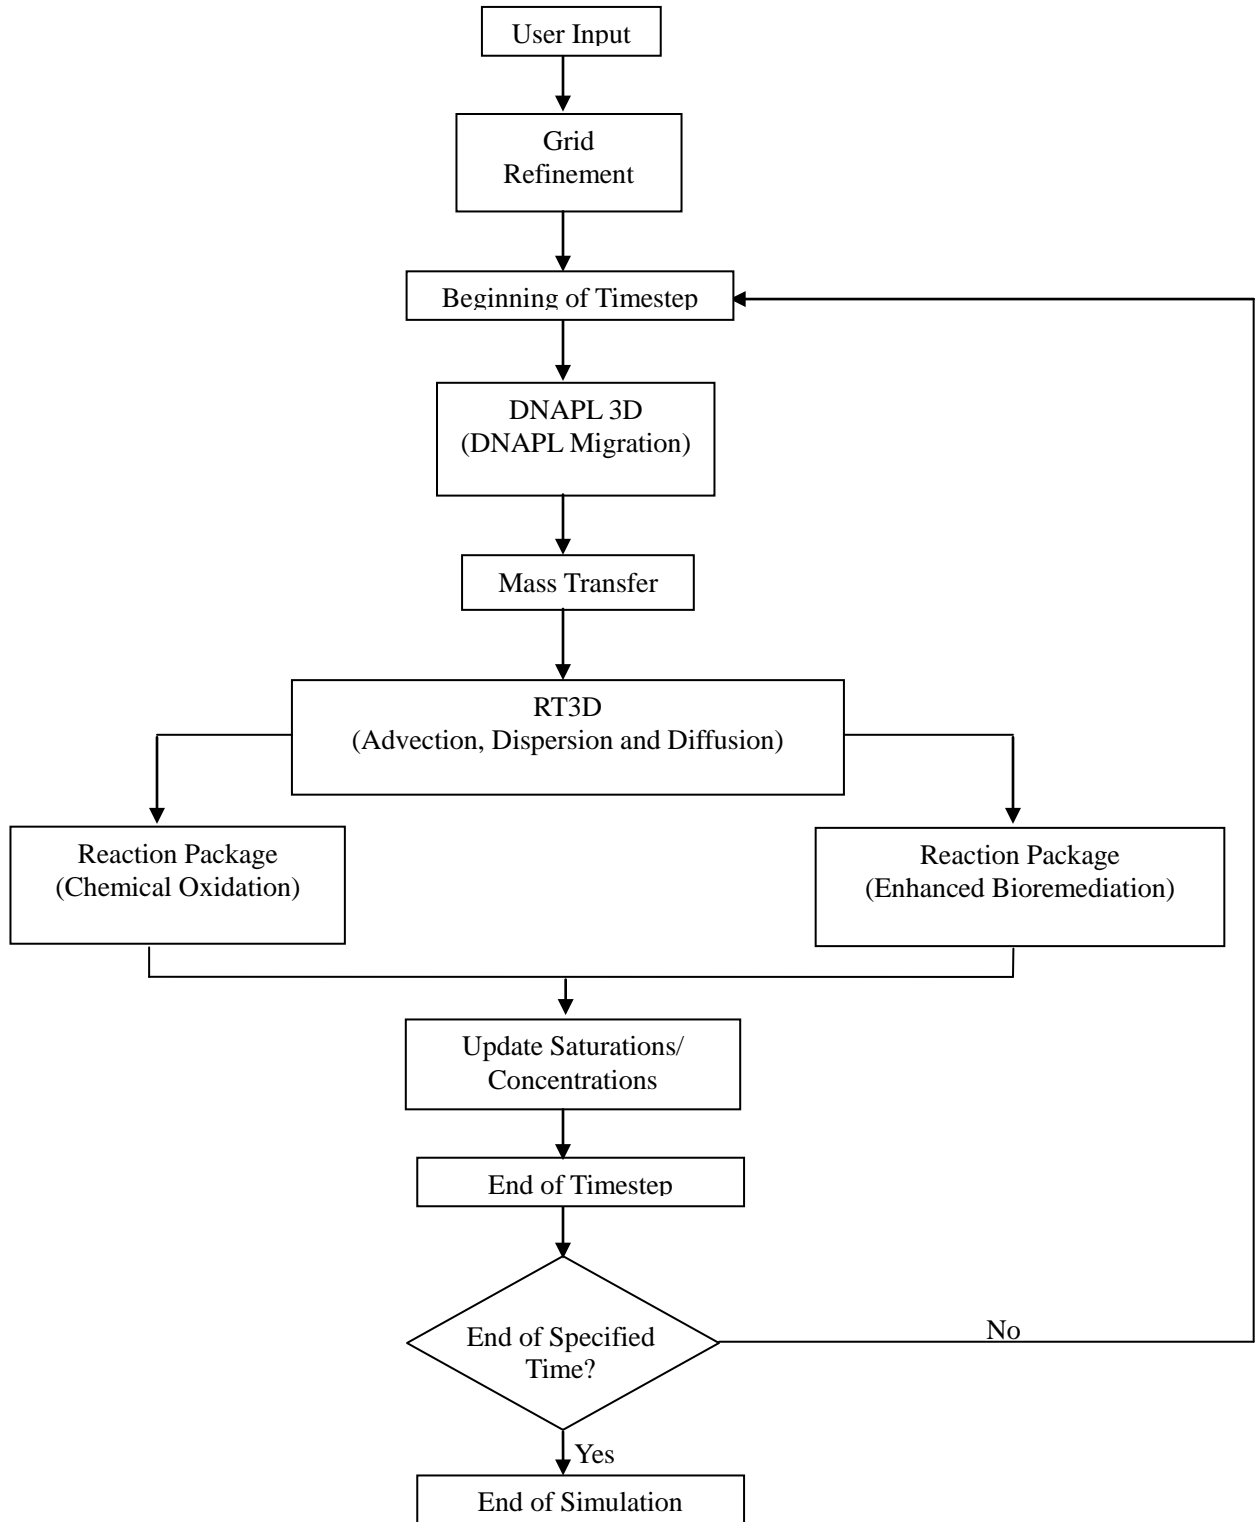 User Input
Grid
Refinement
Beginning of Timestep
DNAPL 3D
(DNAPL Migration)
Mass Transfer
RT3D
(Advection, Dispersion and Diffusion)
Reaction Package
(Chemical Oxidation)
Reaction Package
(Enhanced Bioremediation)
Update Saturations/
Concentrations
End of Timestep
End of Specified
Time?
No
Yes
End of Simulation